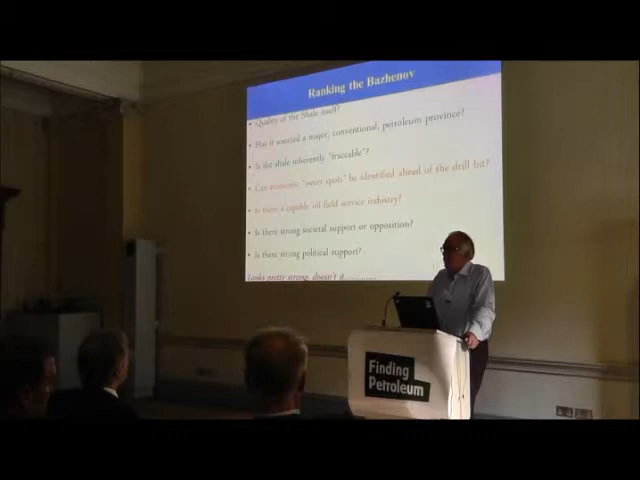 Ranking the Bazhenov
• Quality of the Shale itself?
• Has it sourced a major, conventional, petroleum province?
• Is the shale inherently "fraccable"?
• Can economic "sweet spots" be identified ahead of the drill bit?
• Is there a capable oil field service industry?
• Is there strong societal support or opposition?
• Is there strong political support?
Looks pretty strong, doesn't it............
Finding
Petroleum